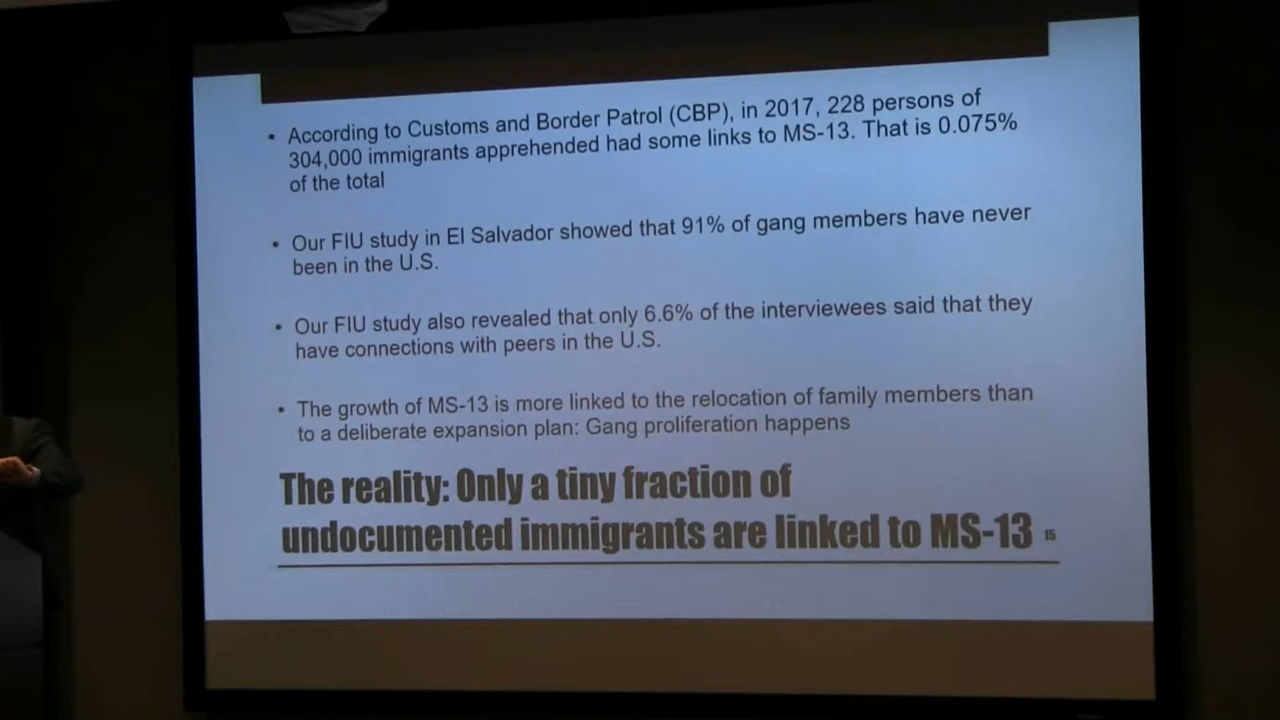 • According to Customs and Border Patrol (CBP), in 2017, 228 persons of
304,000 immigrants apprehended had some links to MS-13. That is 0.075%
of the total
• Our FIU study in El Salvador showed that 91% of gang members have never
been in the U.S.
• Our FIU study also revealed that only 6.6% of the interviewees said that they
have connections with peers in the U.S.
• The growth of MS-13 is more linked to the relocation of family members than
to a deliberate expansion plan: Gang proliferation happens
The reality: Only a tiny fraction of
undocumented immigrants are linked to MS-13 15